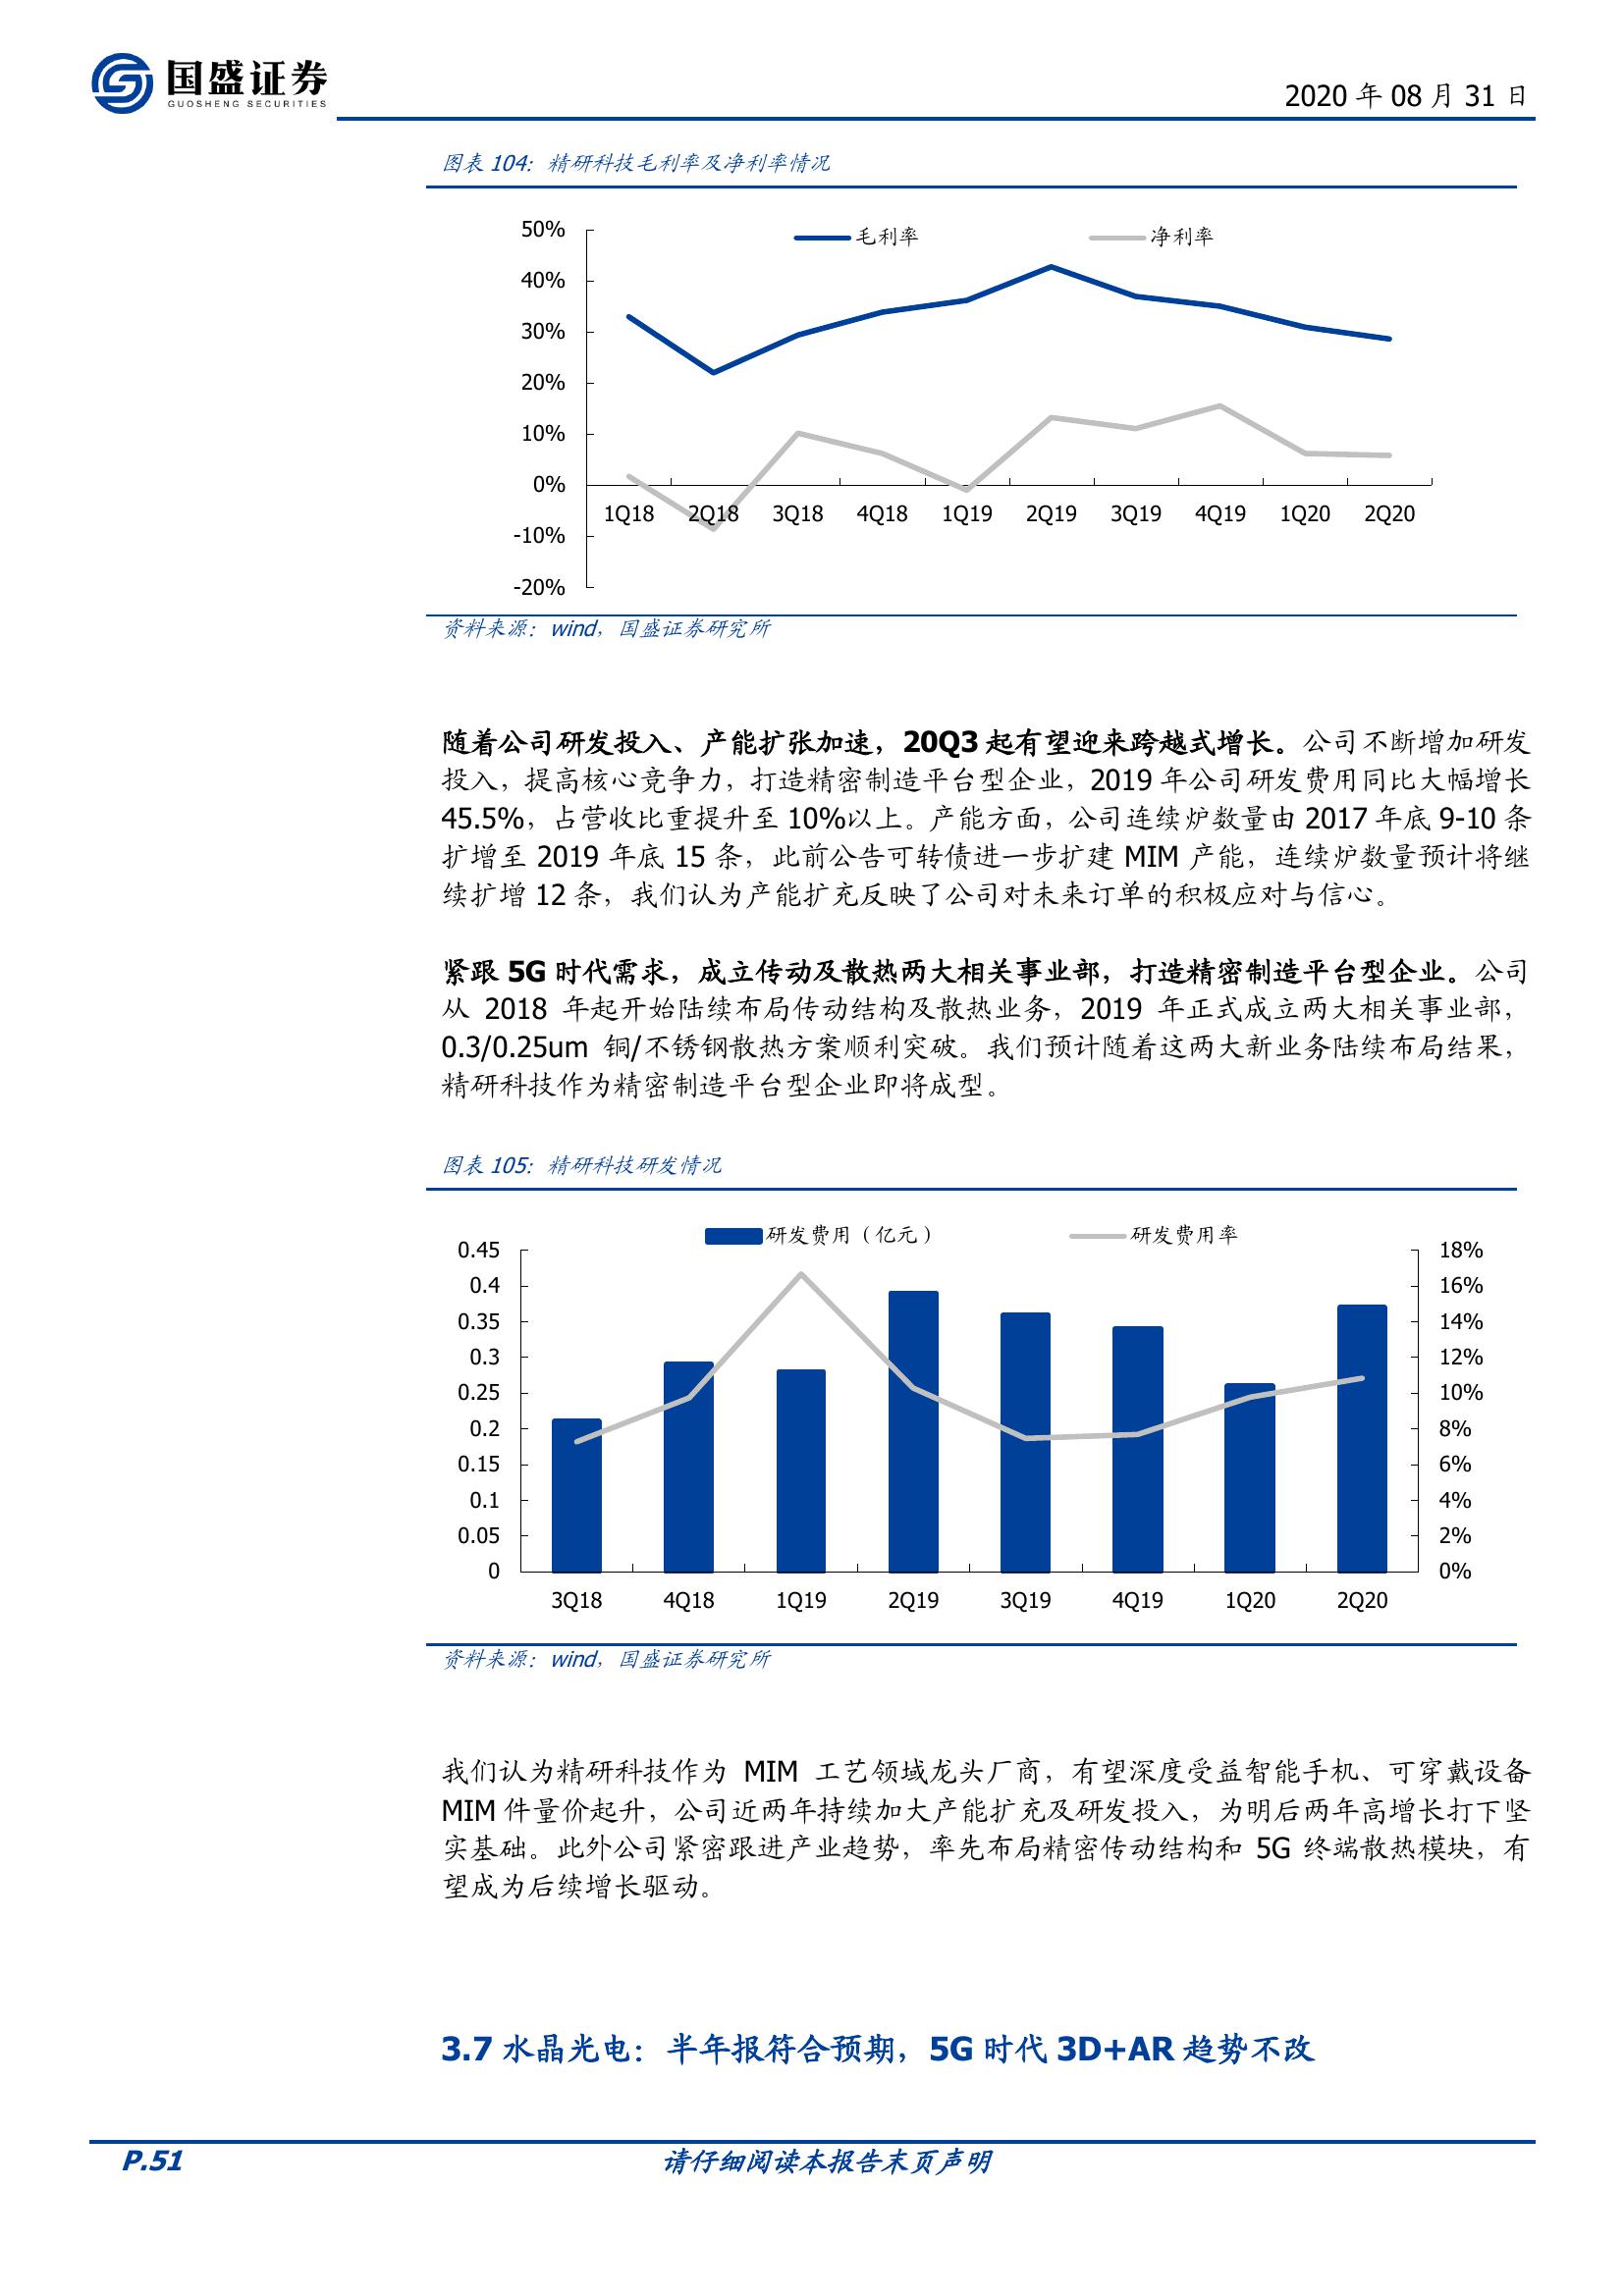 国盛证券
GUOSHENG SECURITIES
2020 年 08 月 31 日
图表 104：精研科技毛利率及净利率情况
毛利率 净利率
50%
40%
30%
20%
10%
0%
-10%
-20%
1Q18 2Q18 3Q18 4Q18 1Q19 2Q19 3Q19 4Q19 1Q20 2Q20
资料来源：wind，国盛证券研究所
随着公司研发投入、产能扩张加速，20Q3 起有望迎来跨越式增长。公司不断增加研发
投入，提高核心竞争力，打造精密制造平台型企业，2019 年公司研发费用同比大幅增长
45.5%，占营收比重提升至 10%以上。产能方面，公司连续炉数量由 2017 年底 9-10 条
扩增至 2019 年底 15 条，此前公告可转债进一步扩建 MIM 产能，连续炉数量预计将继
续扩增 12 条，我们认为产能扩充反映了公司对未来订单的积极应对与信心。
紧跟 5G 时代需求，成立传动及散热两大相关事业部，打造精密制造平台型企业。公司
从 2018 年起开始陆续布局传动结构及散热业务，2019 年正式成立两大相关事业部，
0.3/0.25um 铜/不锈钢散热方案顺利突破。我们预计随着这两大新业务陆续布局结果，
精研科技作为精密制造平台型企业即将成型。
图表 105：精研科技研发情况
研发费用（亿元） 研发费用率
0.45 18%
0.4 16%
0.35 14%
0.3 12%
0.25 10%
0.2 8%
0.15 6%
0.1 4%
0.05 2%
0 0%
3Q18 4Q18 1Q19 2Q19 3Q19 4Q19 1Q20 2Q20
资料来源：wind，国盛证券研究所
我们认为精研科技作为 MIM 工艺领域龙头厂商，有望深度受益智能手机、可穿戴设备
MIM 件量价起升，公司近两年持续加大产能扩充及研发投入，为明后两年高增长打下坚
实基础。此外公司紧密跟进产业趋势，率先布局精密传动结构和 5G 终端散热模块，有
望成为后续增长驱动。
3.7 水晶光电：半年报符合预期，5G 时代 3D+AR 趋势不改
P.51 请仔细阅读本报告末页声明